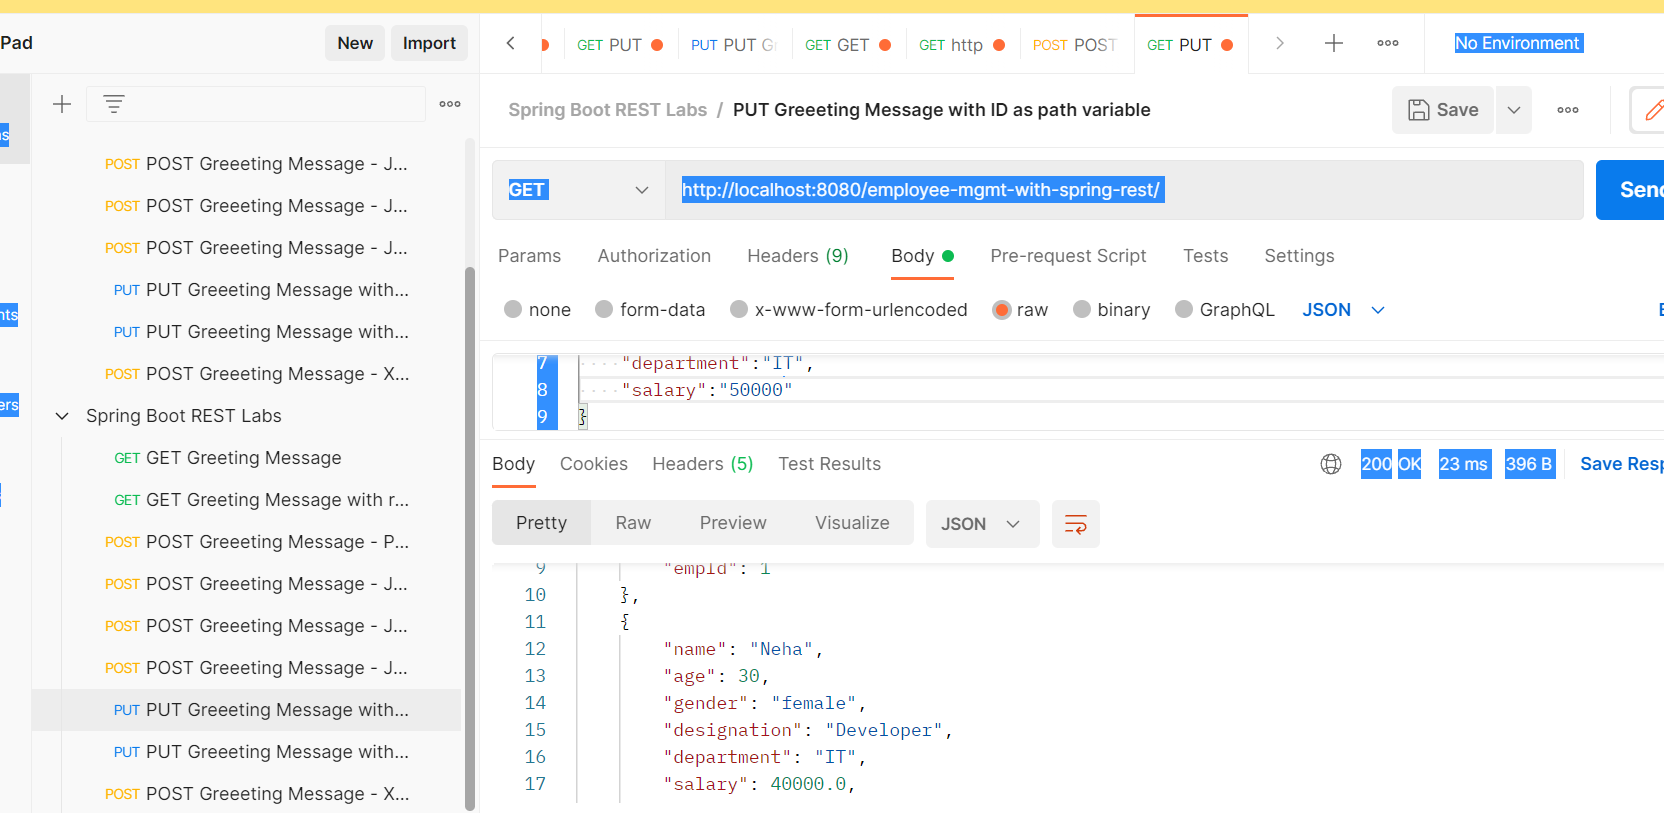 Pad
New
Import
GET PUT
PUT PUT Gr
GET GET
GET http
POST POST
GET PUT
No Environment
Spring Boot REST Labs / PUT Greeeting Message with ID as path variable
Save
GET
http://localhost:8080/employee-mgmt-with-spring-rest/
Send
Params
Authorization
Headers (9)
Body
Pre-request Script
Tests
Settings
none
form-data
x-www-form-urlencoded
raw
binary
GraphQL
JSON
7 "department":"IT",
8 "salary":"50000"
9 }
Body
Cookies
Headers (5)
Test Results
200 OK
23 ms
396 B
Save Resp
Pretty
Raw
Preview
Visualize
JSON
9 "empId": 1
10 },
11 {
12 "name": "Neha",
13 "age": 30,
14 "gender": "female",
15 "designation": "Developer",
16 "department": "IT",
17 "salary": 40000.0,
POST POST Greeeting Message - J...
POST POST Greeeting Message - J...
POST POST Greeeting Message - J...
PUT PUT Greeeting Message with...
PUT PUT Greeeting Message with...
POST POST Greeeting Message - X...
Spring Boot REST Labs
GET GET Greeting Message
GET GET Greeting Message with r...
POST POST Greeeting Message - P...
POST POST Greeeting Message - J...
POST POST Greeeting Message - J...
POST POST Greeeting Message - J...
PUT PUT Greeeting Message with...
PUT PUT Greeeting Message with...
POST POST Greeeting Message - X...
nts
ers